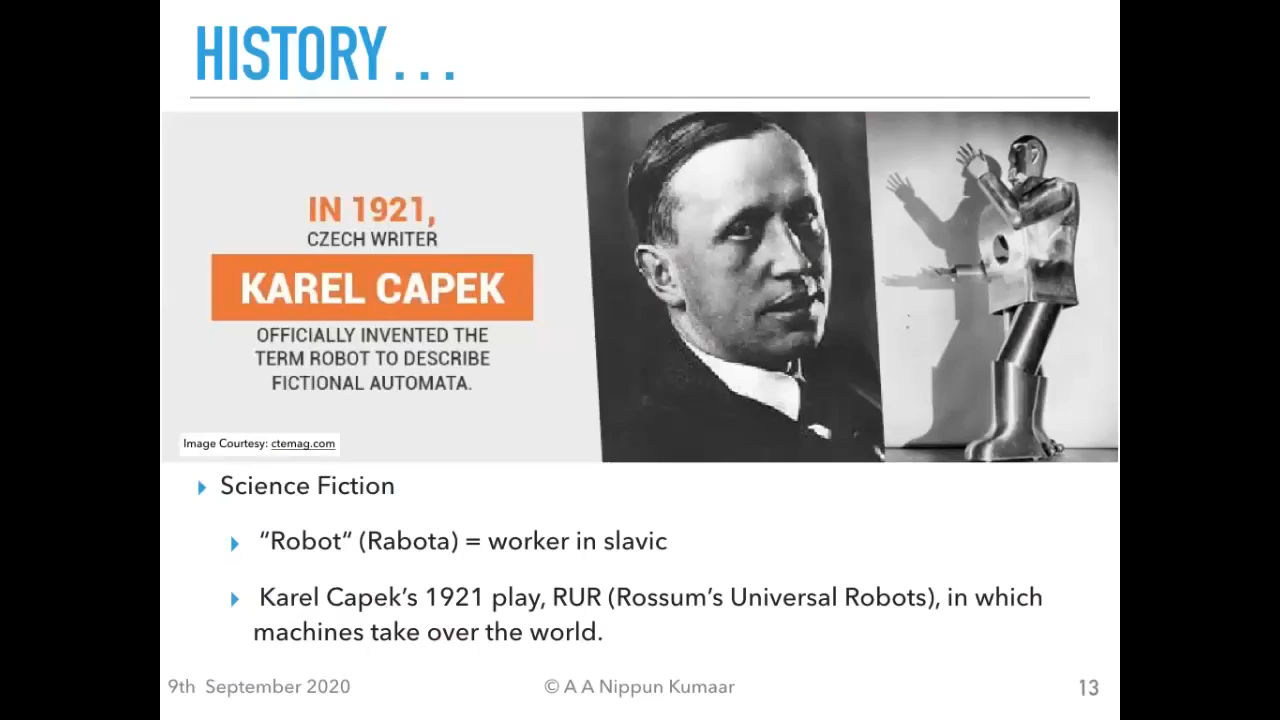 HISTORY...
IN 1921,
CZECH WRITER
KAREL CAPEK
OFFICIALLY INVENTED THE
TERM ROBOT TO DESCRIBE
FICTIONAL AUTOMATA.
Image Courtesy: ctemag.com
Science Fiction
“Robot“ (Rabota) = worker in slavic
Karel Capek’s 1921 play, RUR (Rossum’s Universal Robots), in which
machines take over the world.
9th September 2020
© A A Nippun Kumaar
13